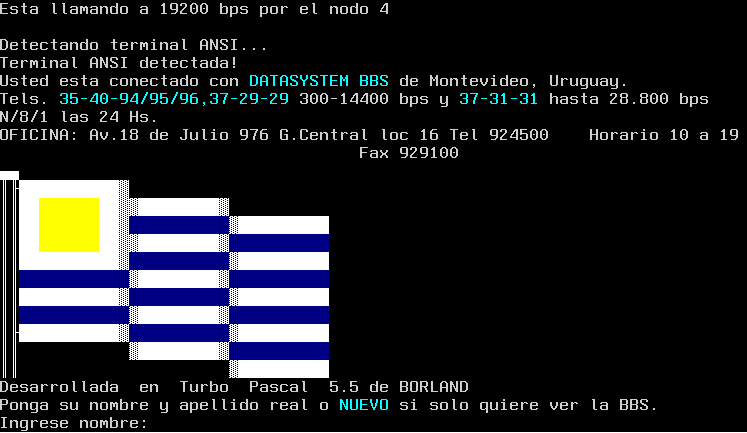 Esta llamando a 19200 bps por el nodo 4
Detectando terminal ANSI...
Terminal ANSI detectada!
Usted esta conectado con DATASYSTEM BBS de Montevideo, Uruguay.
Tels. 35-40-94/95/96,37-29-29 300-14400 bps y 37-31-31 hasta 28.800 bps
N/8/1 las 24 Hs.
OFICINA: Av.18 de Julio 976 G.Central loc 16 Tel 924500    Horario 10 a 19
Fax 929100
Desarrollada  en  Turbo  Pascal  5.5 de BORLAND
Ponga su nombre y apellido real o NUEVO si solo quiere ver la BBS.
Ingrese nombre: